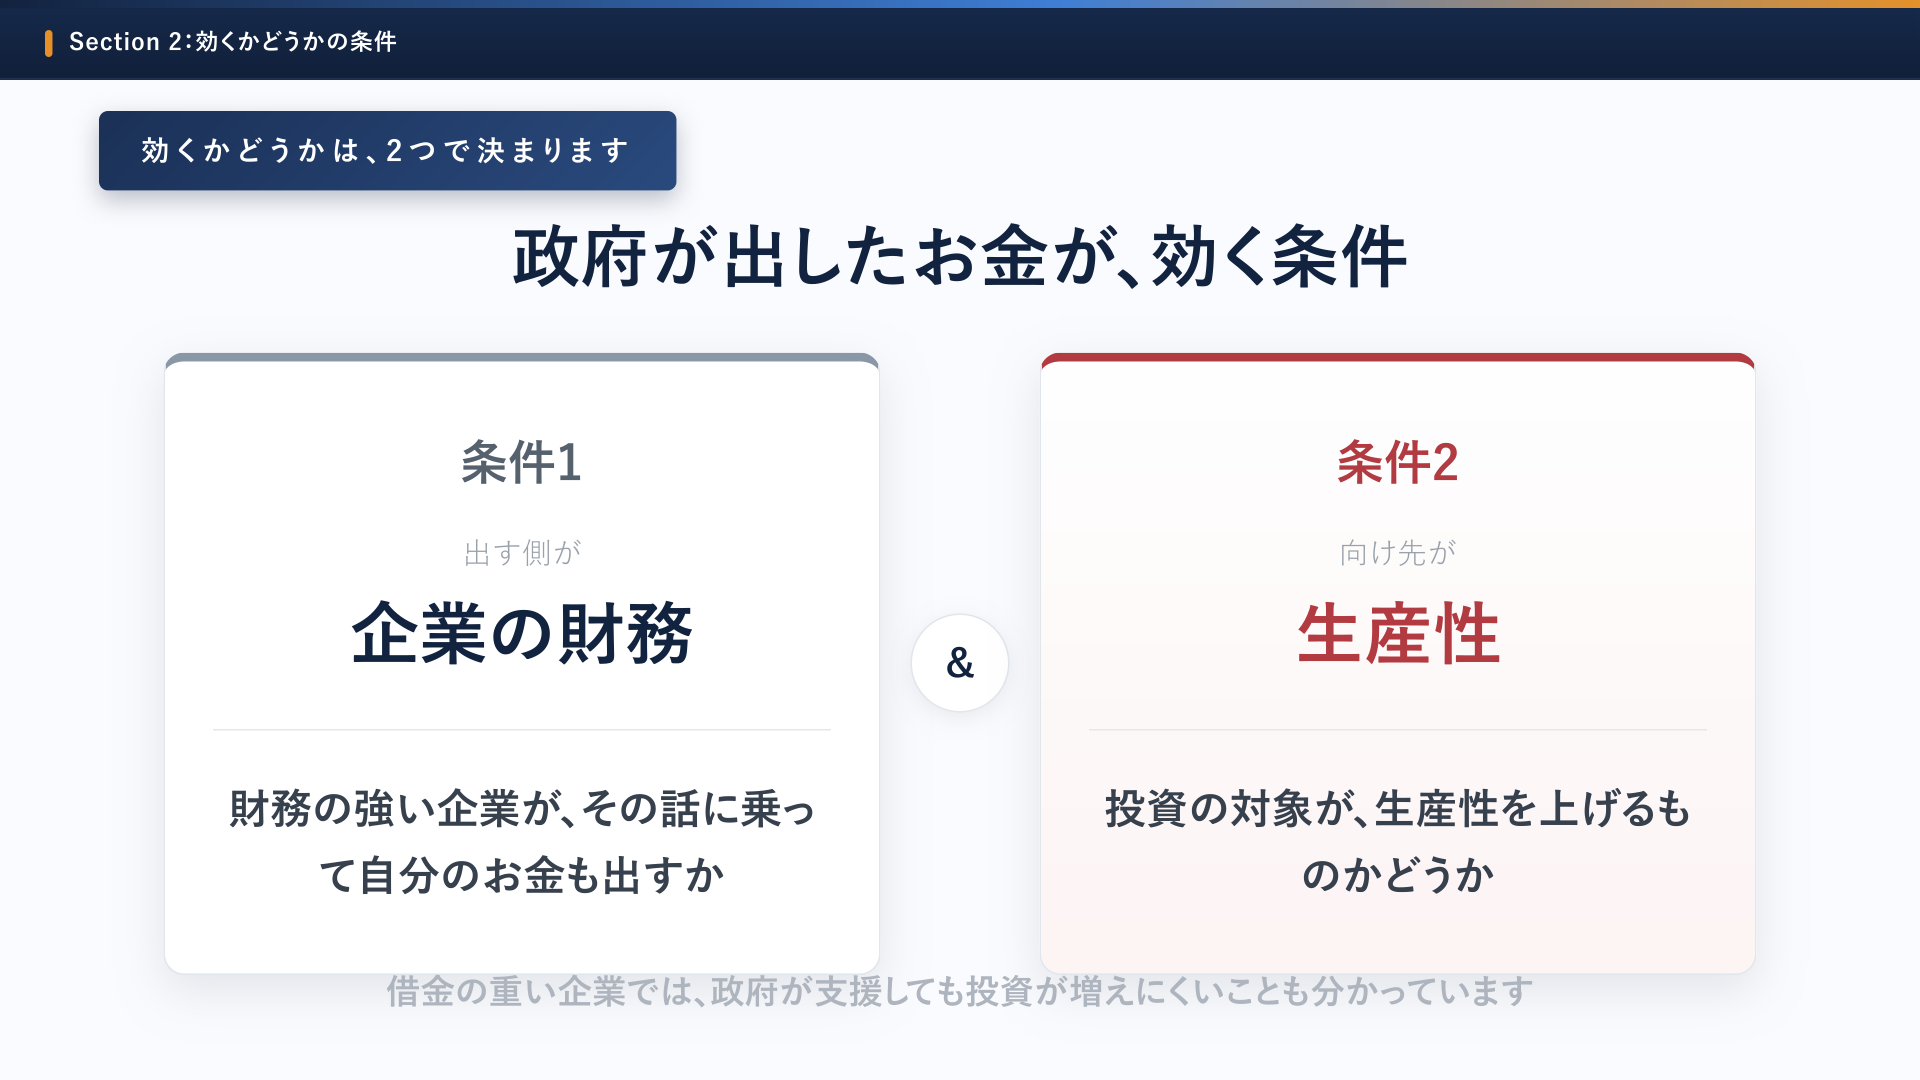 Section 2：効くかどうかの条件
効くかどうかは、2つで決まります
政府が出したお金が、効く条件
条件1
出す側が
企業の財務
財務の強い企業が、その話に乗っ
て自分のお金も出すか
&
条件2
向け先が
生産性
投資の対象が、生産性を上げるも
のかどうか
借金の重い企業では、政府が支援しても投資が増えにくいことも分かっています